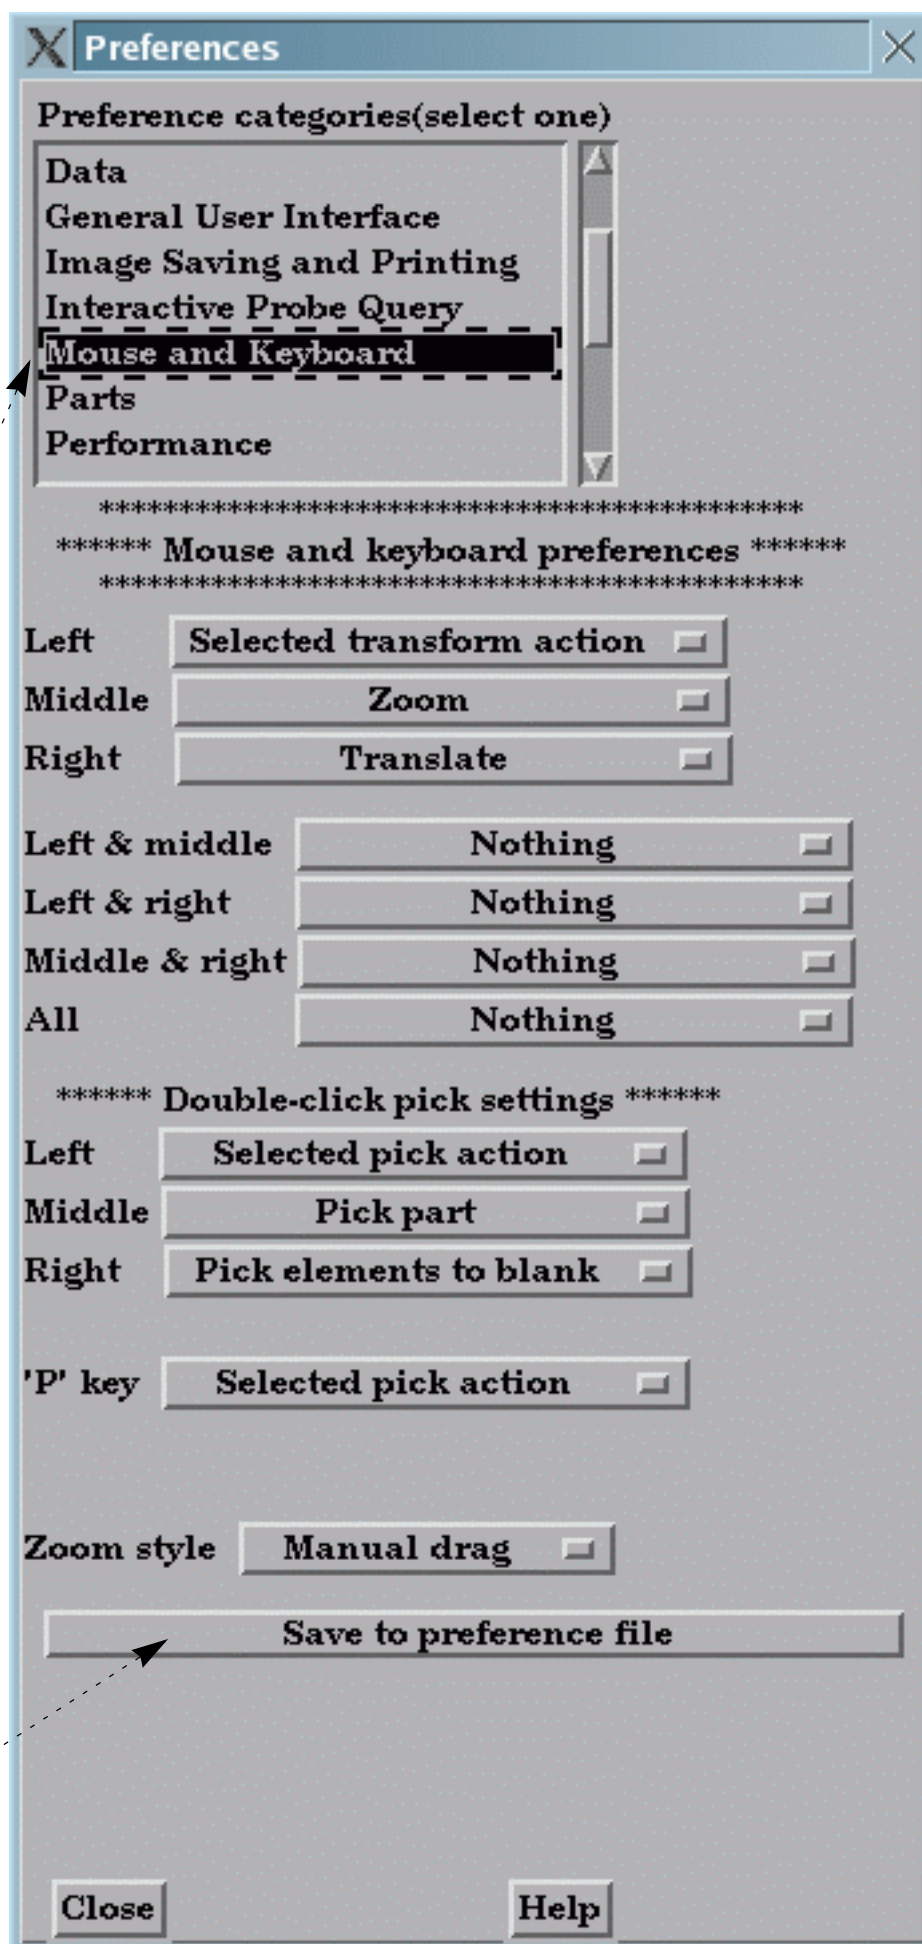 Preferences
Preference categories(select one)
Data
General User Interface
Image Saving and Printing
Interactive Probe Query
Mouse and Keyboard
Parts
Performance
********************************************
****** Mouse and keyboard preferences ******
********************************************
Left Selected transform action
Middle Zoom
Right Translate
Left & middle Nothing
Left & right Nothing
Middle & right Nothing
All Nothing
****** Double-click pick settings ******
Left Selected pick action
Middle Pick part
Right Pick elements to blank
'P' key Selected pick action
Zoom style Manual drag
Save to preference file
Close Help